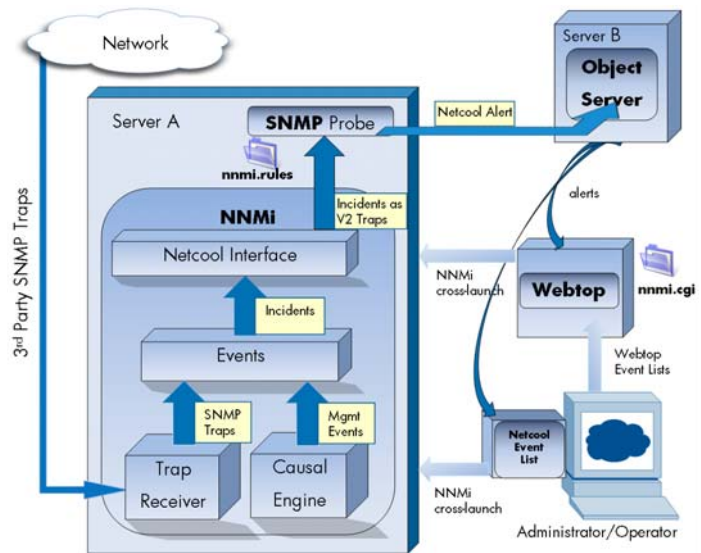 Network
Server B
Object
Server
Server A
SNMP Probe
Netcool Alert
nnmi.rules
alerts
NNMi
Incidents as
V2 Traps
Netcool Interface
NNMi
cross-launch
Webtop
nnmi.cgi
3rd Party SNMP Traps
Incidents
Events
Webtop
Event Lists
SNMP
Traps
Mgmt
Events
Netcool
Event
List
Trap
Receiver
Causal
Engine
NNMi
cross-launch
Administrator/Operator